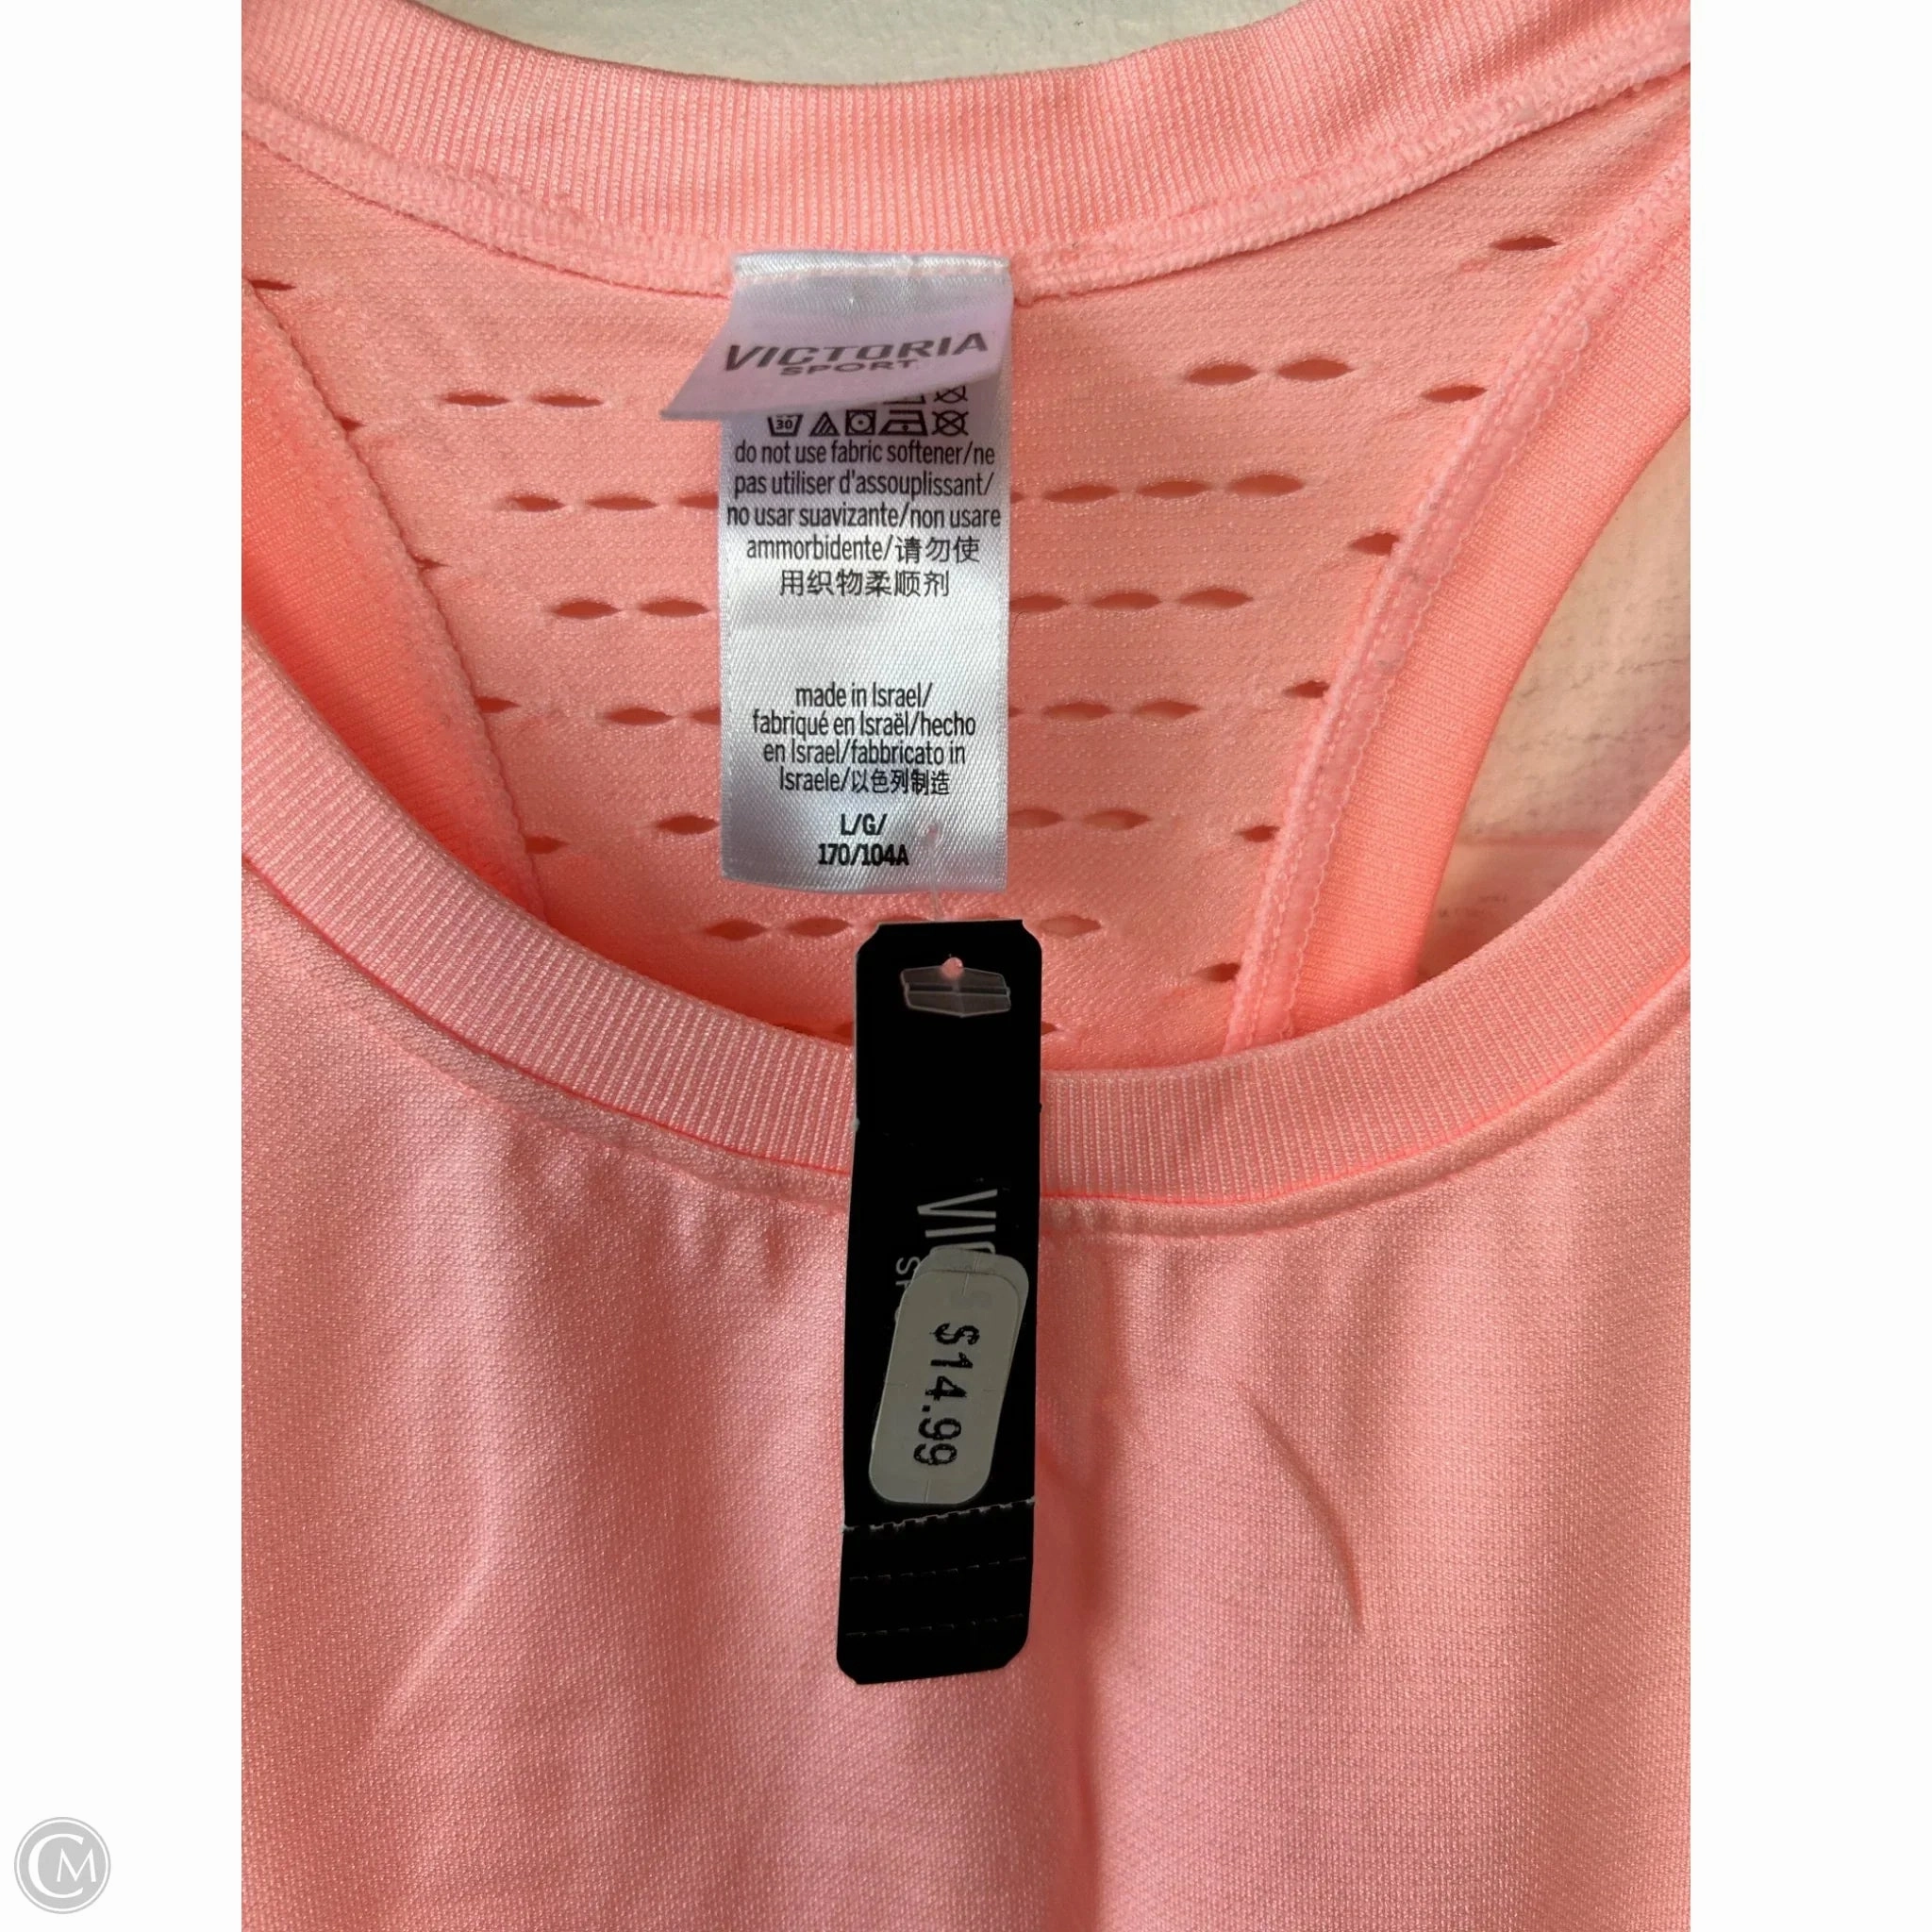 VICTORIA
SPORT
30
do not use fabric softener/ne
pas utiliser d'assouplissant/
no usar suavizante/non usare
ammorbidente/请勿使
用织物柔顺剂
made in Israel/
fabriqué en Israël/hecho
en Israel/fabbricato in
Israele/以色列制造
L/G/
170/104A
$14.99
CM